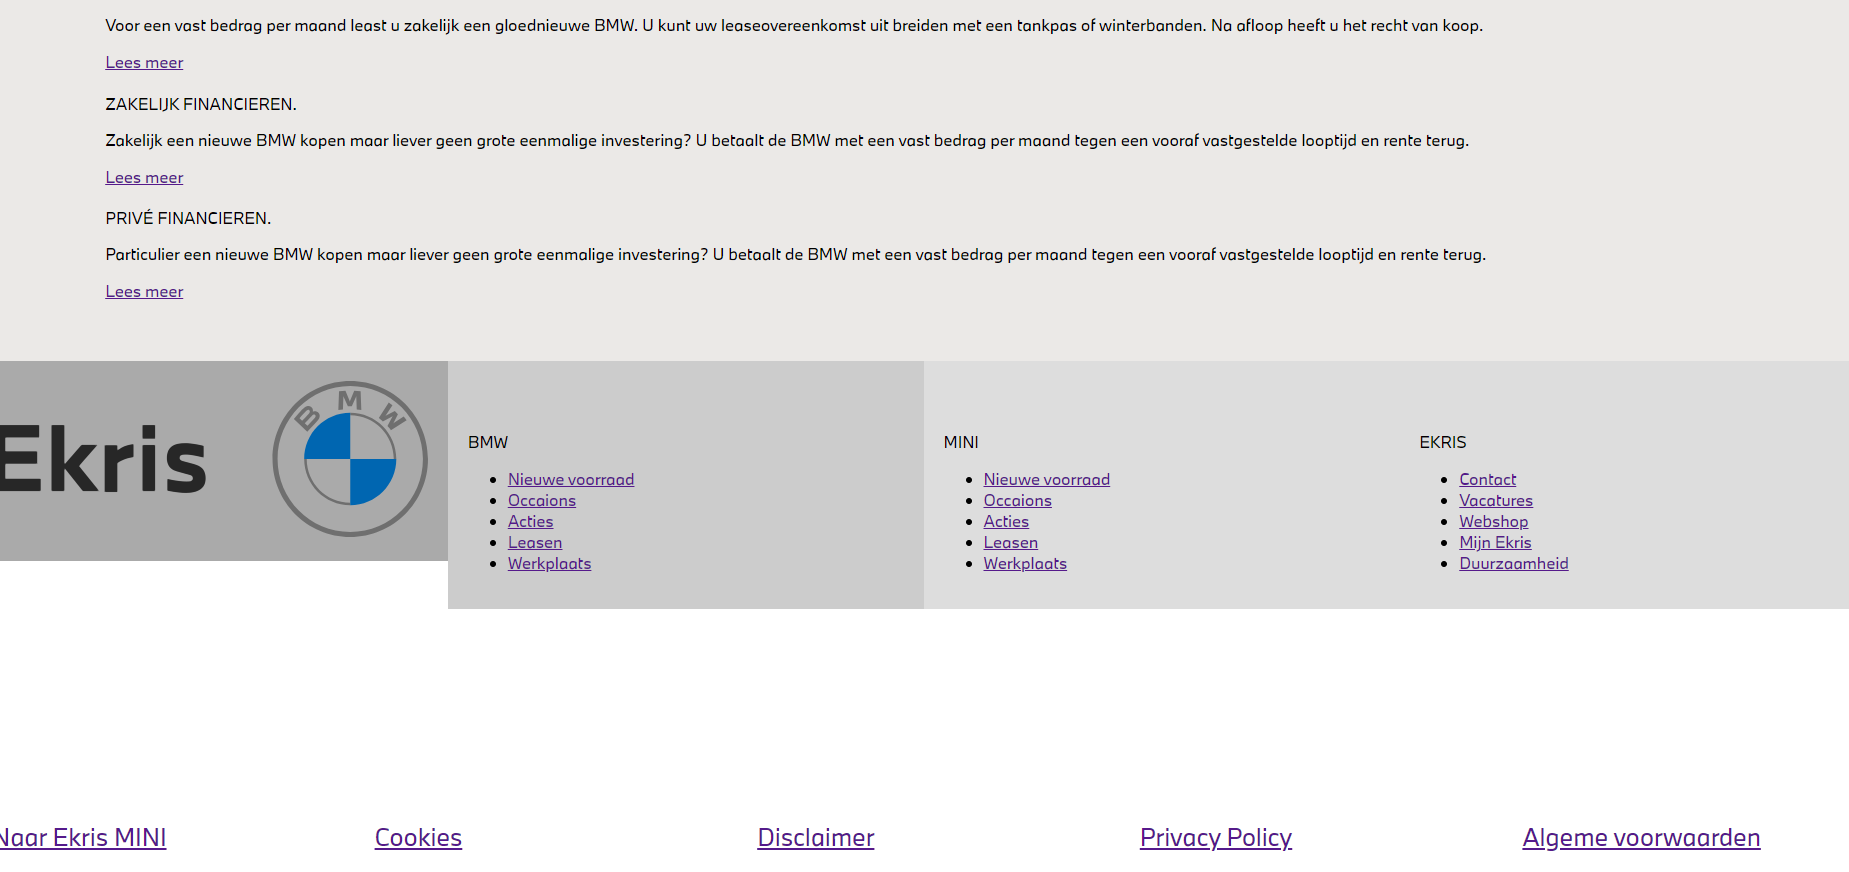 Voor een vast bedrag per maand least u zakelijk een gloednieuwe BMW. U kunt uw leaseovereenkomst uit breiden met een tankpas of winterbanden. Na afloop heeft u het recht van koop.
Lees meer
ZAKELIJK FINANCIEREN.
Zakelijk een nieuwe BMW kopen maar liever geen grote eenmalige investering? U betaalt de BMW met een vast bedrag per maand tegen een vooraf vastgestelde looptijd en rente terug.
Lees meer
PRIVÉ FINANCIEREN.
Particulier een nieuwe BMW kopen maar liever geen grote eenmalige investering? U betaalt de BMW met een vast bedrag per maand tegen een vooraf vastgestelde looptijd en rente terug.
Lees meer
Ekris
BMW
BMW
Nieuwe voorraad
Occaions
Acties
Leasen
Werkplaats
MINI
Nieuwe voorraad
Occaions
Acties
Leasen
Werkplaats
EKRIS
Contact
Vacatures
Webshop
Mijn Ekris
Duurzaamheid
Naar Ekris MINI
Cookies
Disclaimer
Privacy Policy
Algeme voorwaarden